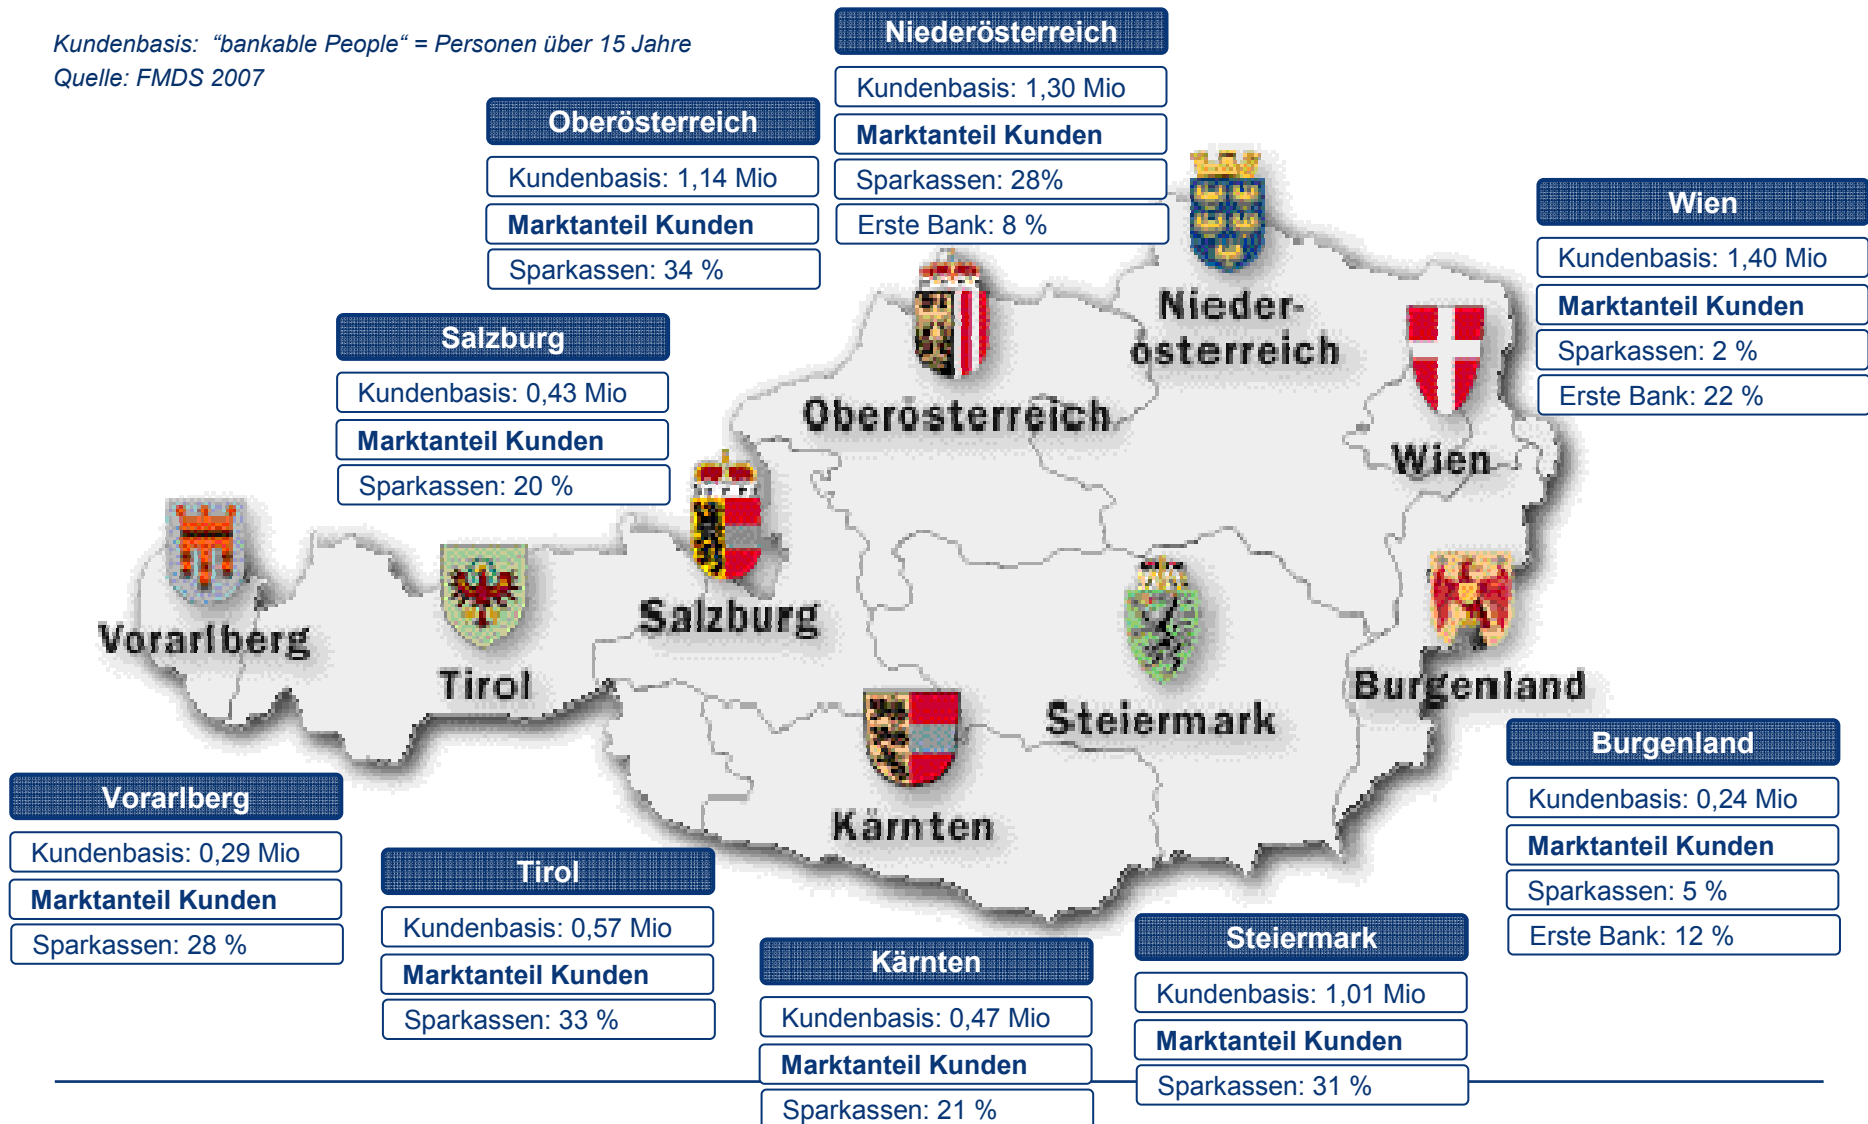 Kundenbasis: “bankable People“ = Personen über 15 Jahre
Quelle: FMDS 2007
Niederösterreich
Kundenbasis: 1,30 Mio
Marktanteil Kunden
Sparkassen: 28%
Erste Bank: 8 %
Oberösterreich
Kundenbasis: 1,14 Mio
Marktanteil Kunden
Sparkassen: 34 %
Wien
Kundenbasis: 1,40 Mio
Marktanteil Kunden
Sparkassen: 2 %
Erste Bank: 22 %
Salzburg
Kundenbasis: 0,43 Mio
Marktanteil Kunden
Sparkassen: 20 %
Nieder-
österreich
Oberösterreich
Wien
Vorarlberg
Tirol
Salzburg
Steiermark
Burgenland
Kärnten
Burgenland
Kundenbasis: 0,24 Mio
Marktanteil Kunden
Sparkassen: 5 %
Erste Bank: 12 %
Vorarlberg
Kundenbasis: 0,29 Mio
Marktanteil Kunden
Sparkassen: 28 %
Tirol
Kundenbasis: 0,57 Mio
Marktanteil Kunden
Sparkassen: 33 %
Kärnten
Kundenbasis: 0,47 Mio
Marktanteil Kunden
Sparkassen: 21 %
Steiermark
Kundenbasis: 1,01 Mio
Marktanteil Kunden
Sparkassen: 31 %